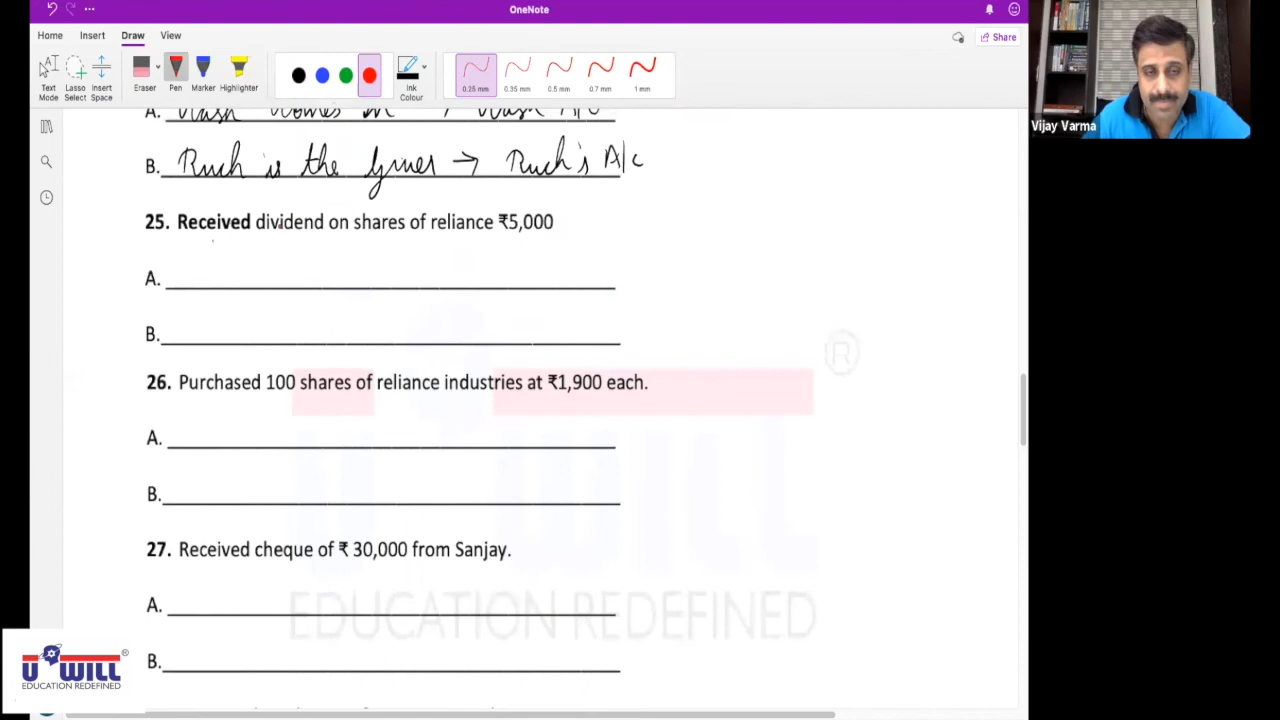 OneNote
Home Insert Draw View
Share
Text Mode
Lasso Select
Insert Space
Eraser
Pen
Marker
Highlighter
Ink Colour
0.25 mm
0.35 mm
0.5 mm
0.7 mm
1 mm
Vijay Varma
A.
B. is the giver → A/c
25. Received dividend on shares of reliance ₹5,000
A.
B.
26. Purchased 100 shares of reliance industries at ₹1,900 each.
A.
B.
27. Received cheque of ₹ 30,000 from Sanjay.
A.
B.
®
EDUCATION REDEFINED
U WILL ®
EDUCATION REDEFINED